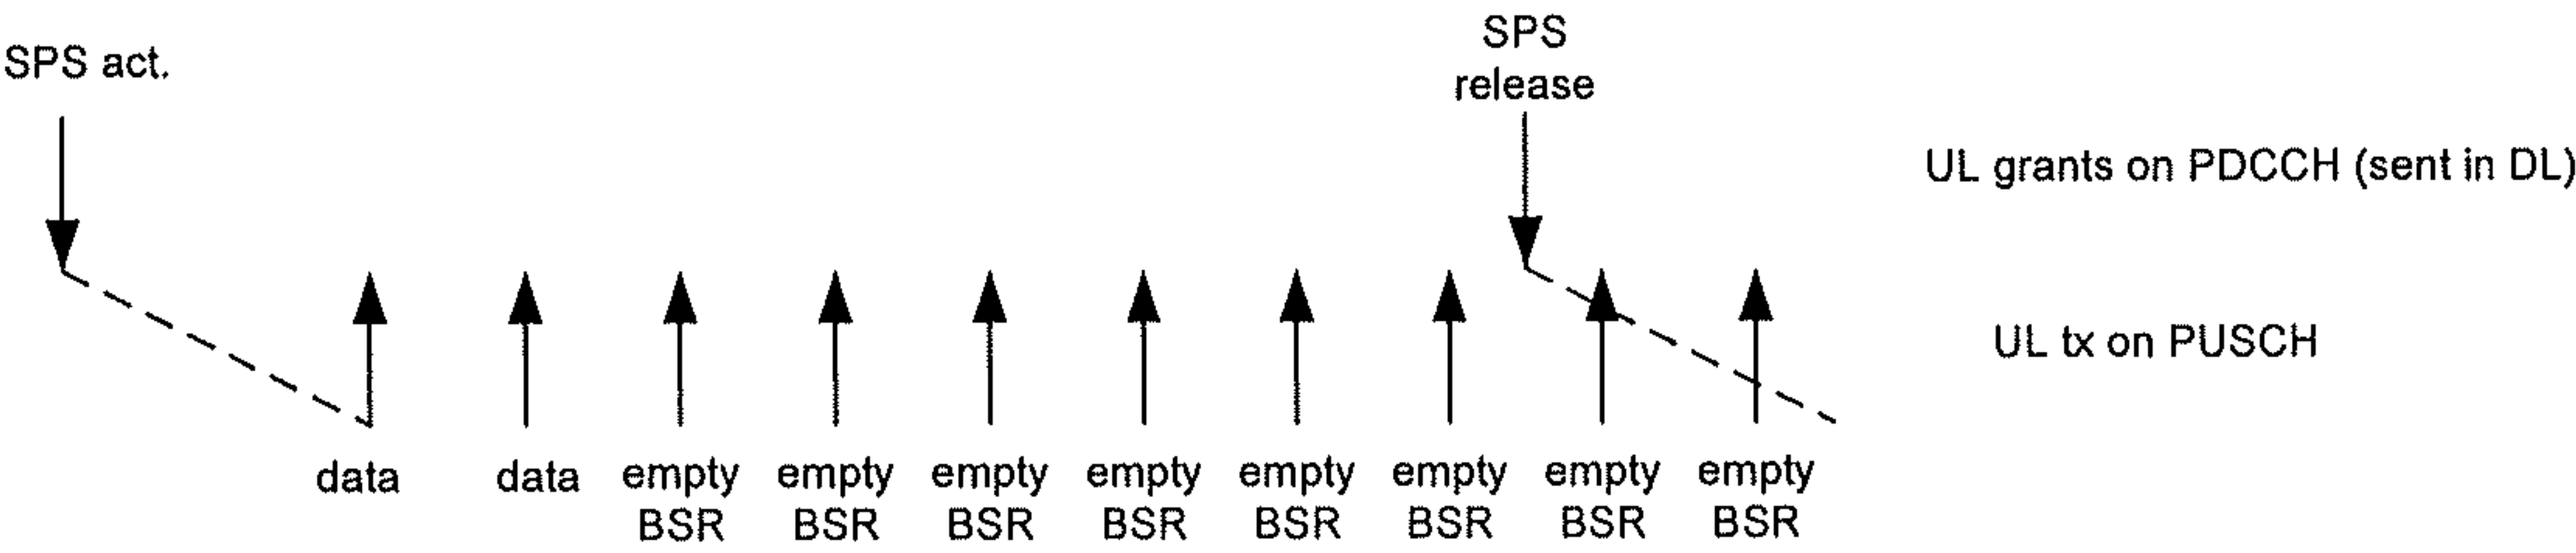 SPS act.
SPS
release
UL grants on PDCCH (sent in DL)
UL tx on PUSCH
data
data
empty
BSR
empty
BSR
empty
BSR
empty
BSR
empty
BSR
empty
BSR
empty
BSR
empty
BSR